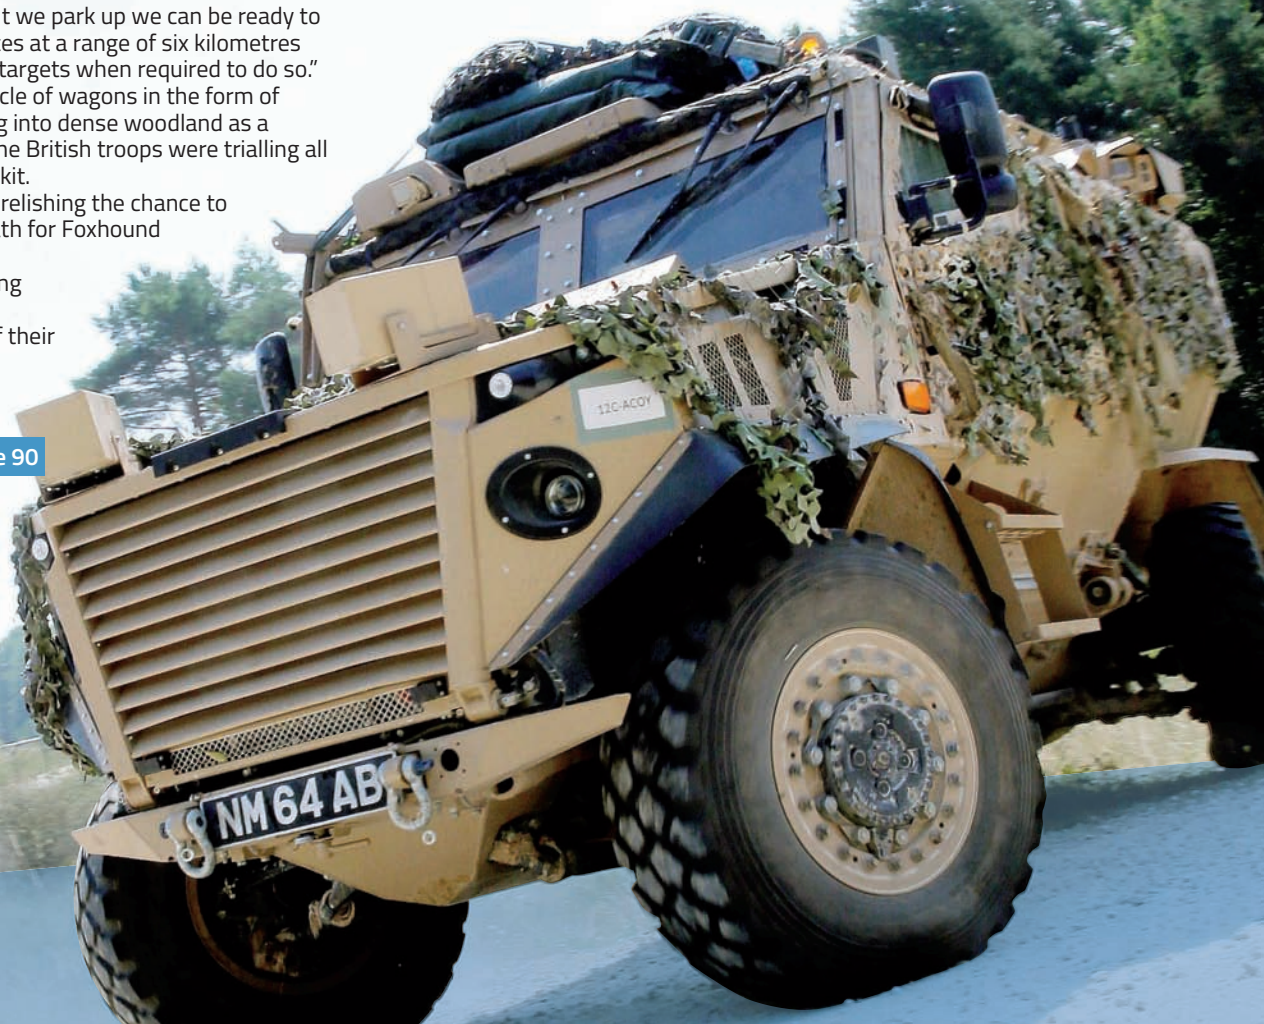 t we park up we can be ready to
es at a range of six kilometres
targets when required to do so.”
cle of wagons in the form of
g into dense woodland as a
ne British troops were trialling all
kit.
relishing the chance to
th for Foxhound
ng
f their
e 90
12C-ACOY
NM 64 AB